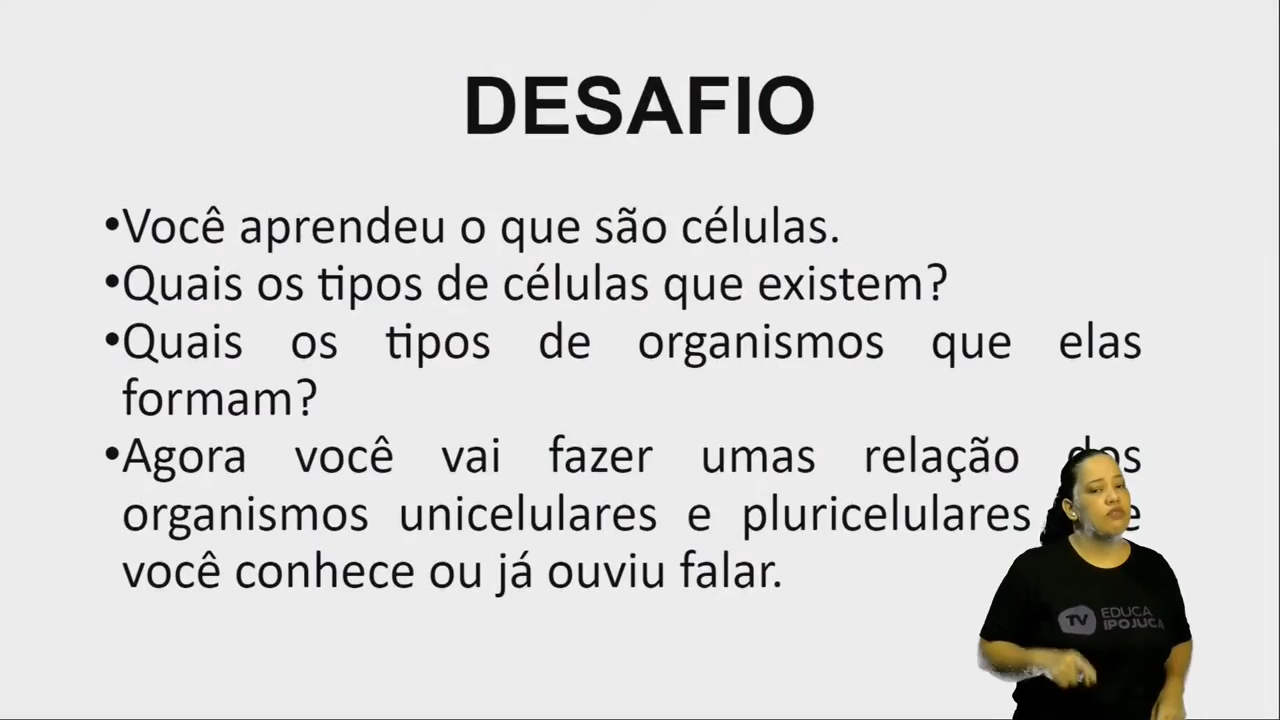 DESAFIO
•Você aprendeu o que são células.
•Quais os tipos de células que existem?
•Quais os tipos de organismos que elas
formam?
•Agora você vai fazer umas relação
organismos unicelulares e pluricelulares
você conhece ou já ouviu falar.
TV EDUCA
IPOJUCA